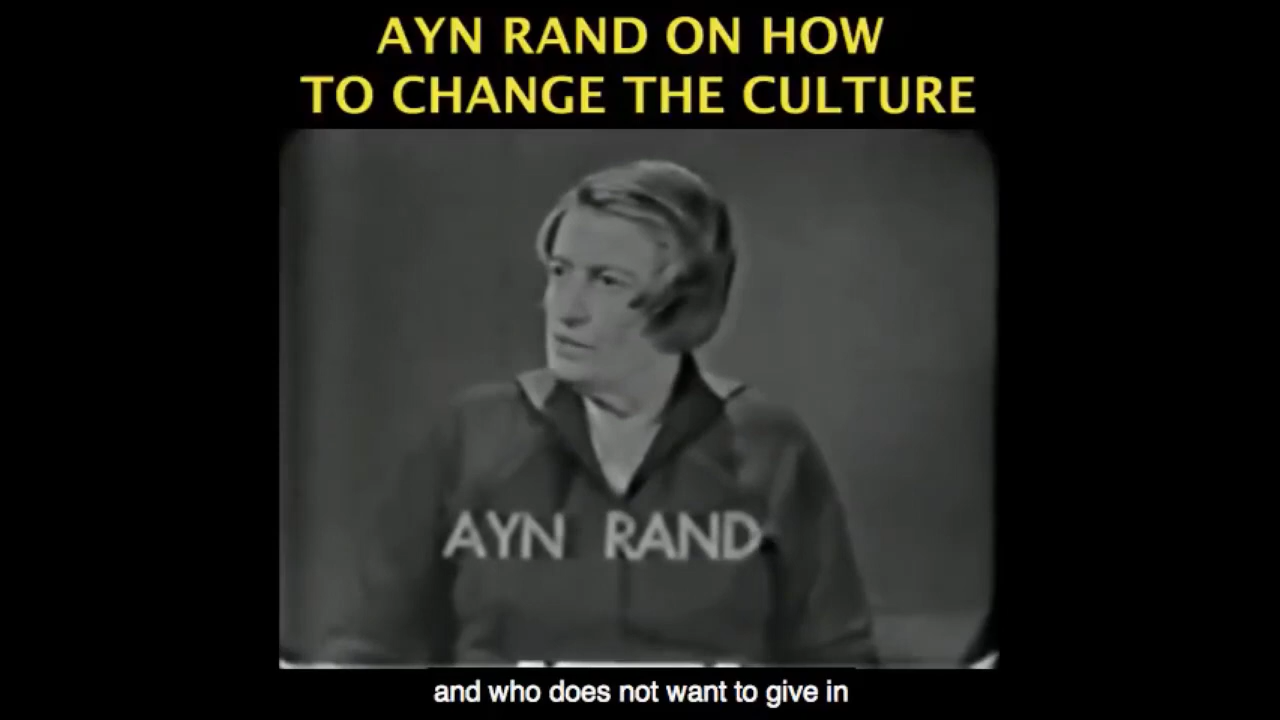 AYN RAND ON HOW
TO CHANGE THE CULTURE
AYN RAND
and who does not want to give in